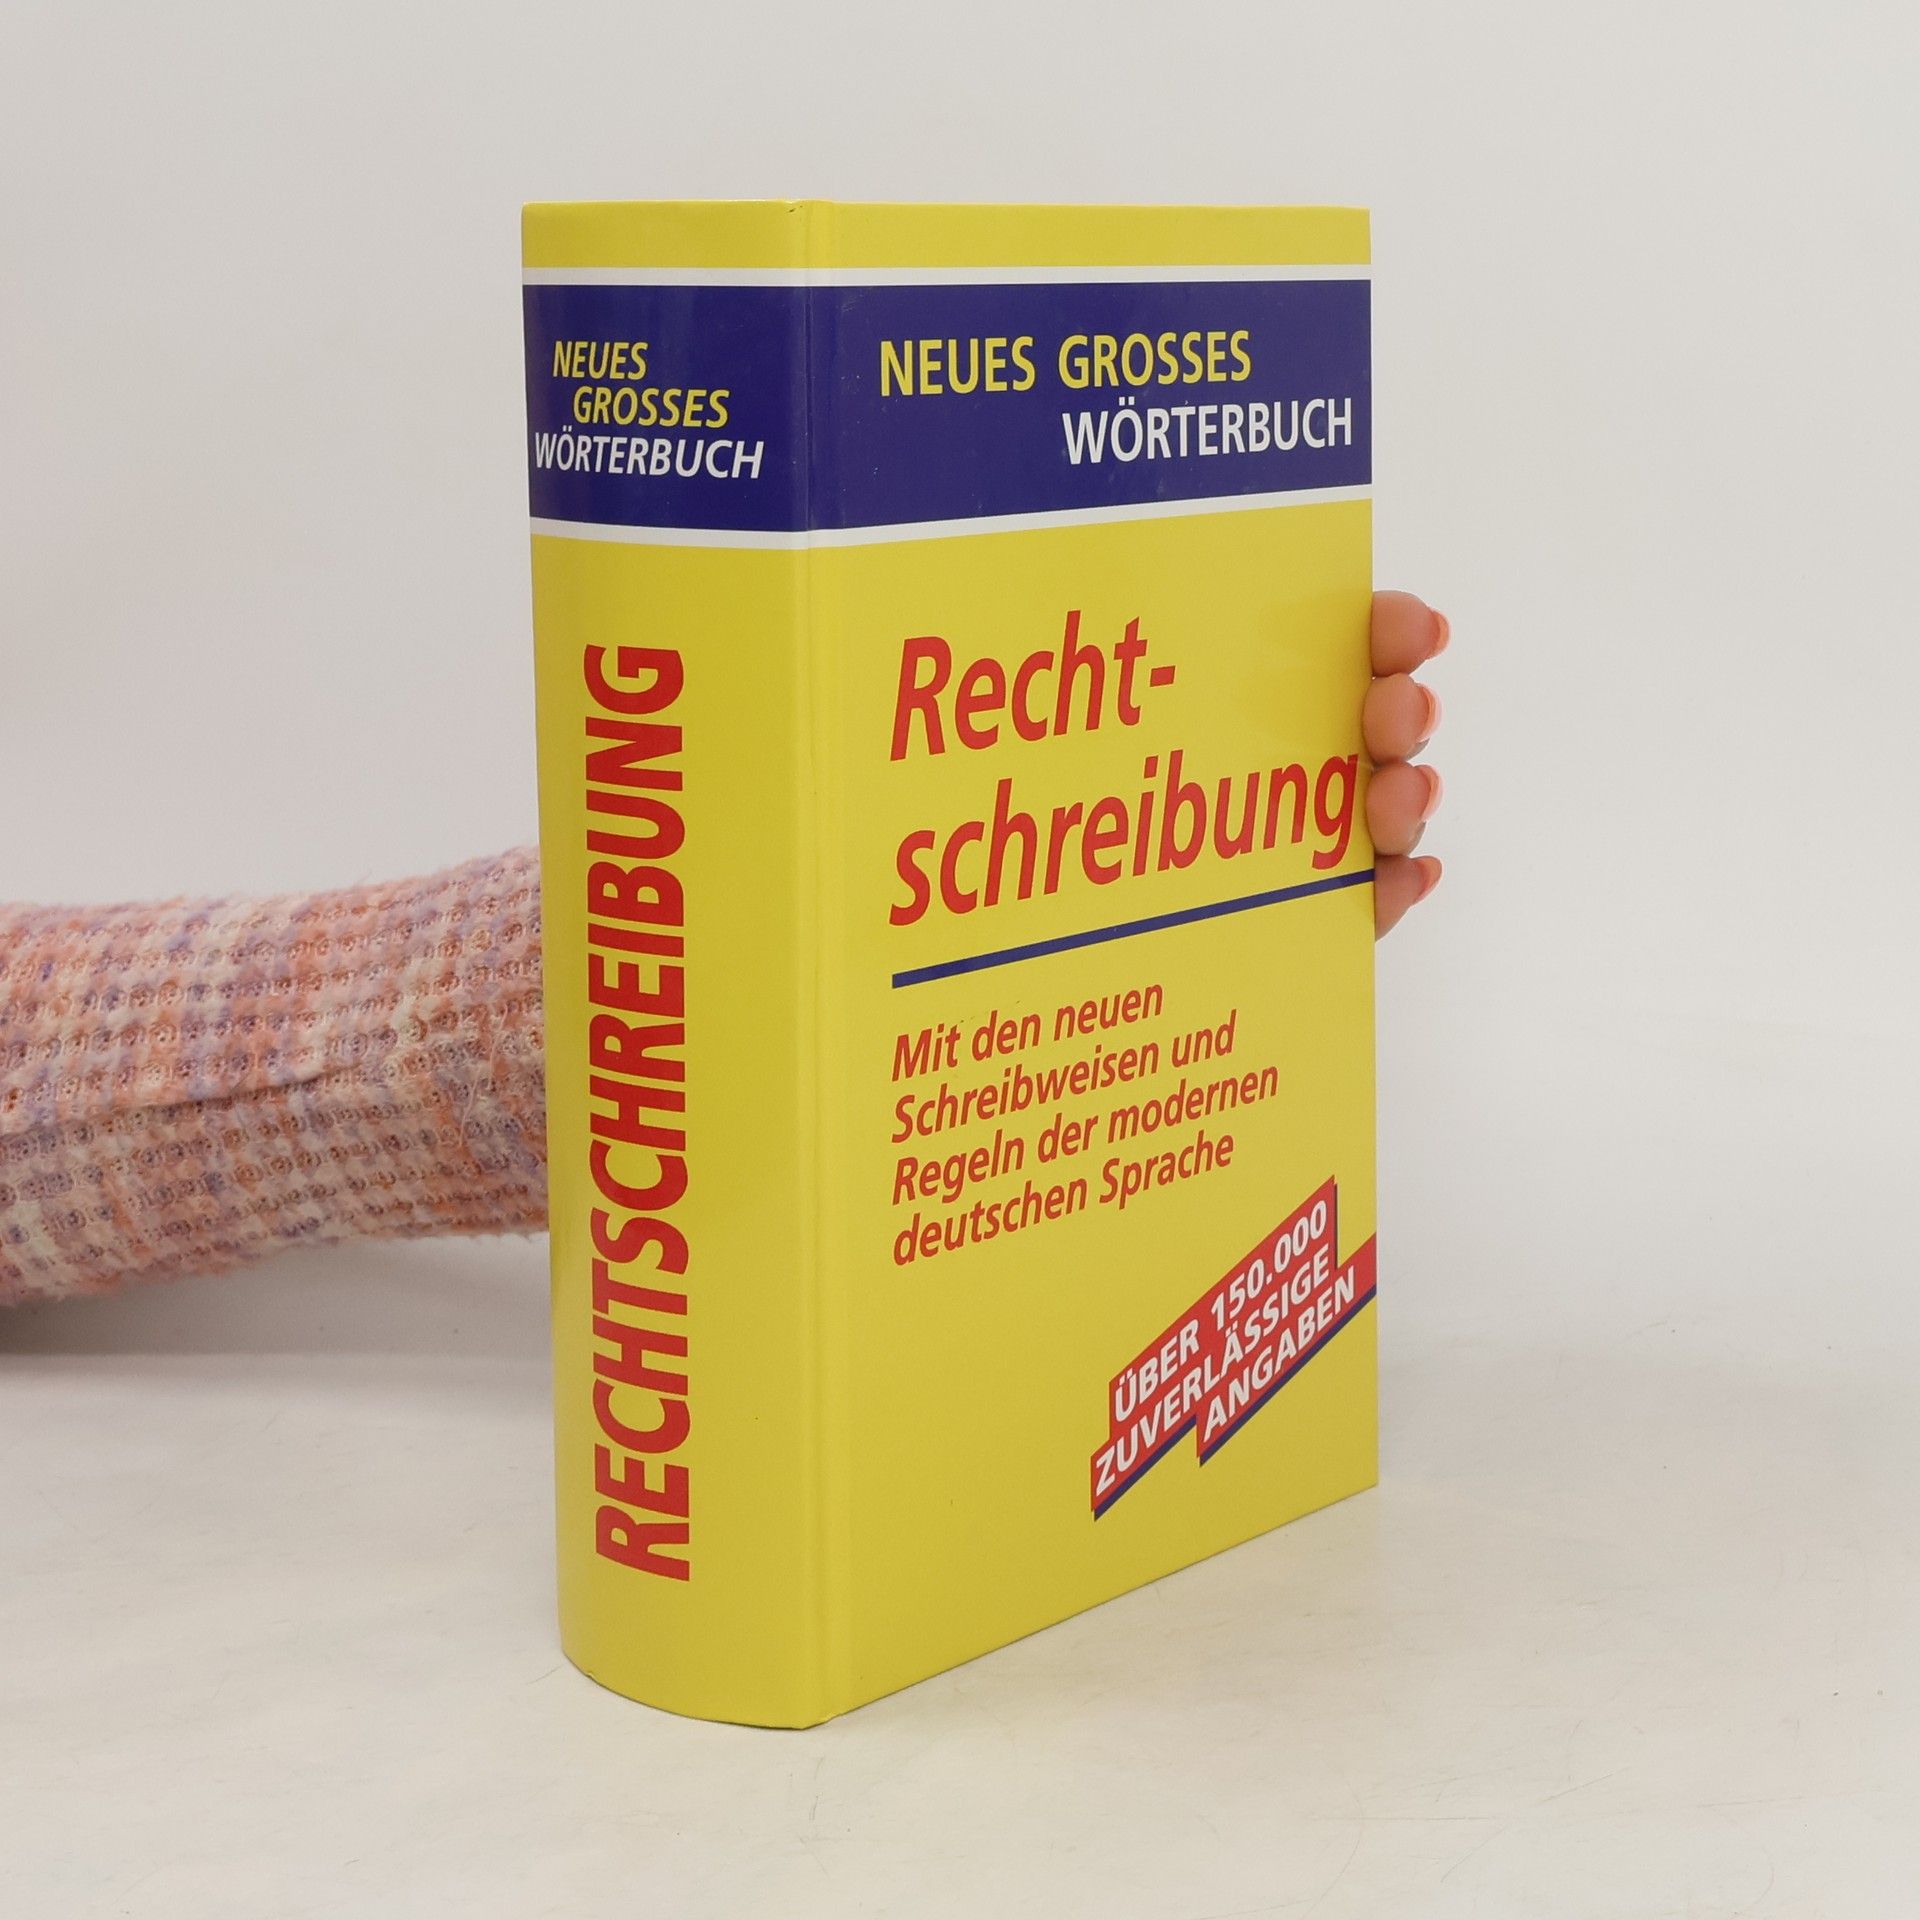 NEUES
GROSSES
WÖRTERBUCH
RECHTSCHREIBUNG
NEUES GROSSES
WÖRTERBUCH
Recht-
schreibung
Mit den neuen
Schreibweisen und
Regeln der modernen
deutschen Sprache
ÜBER 150.000
ZUVERLÄSSIGE
ANGABEN